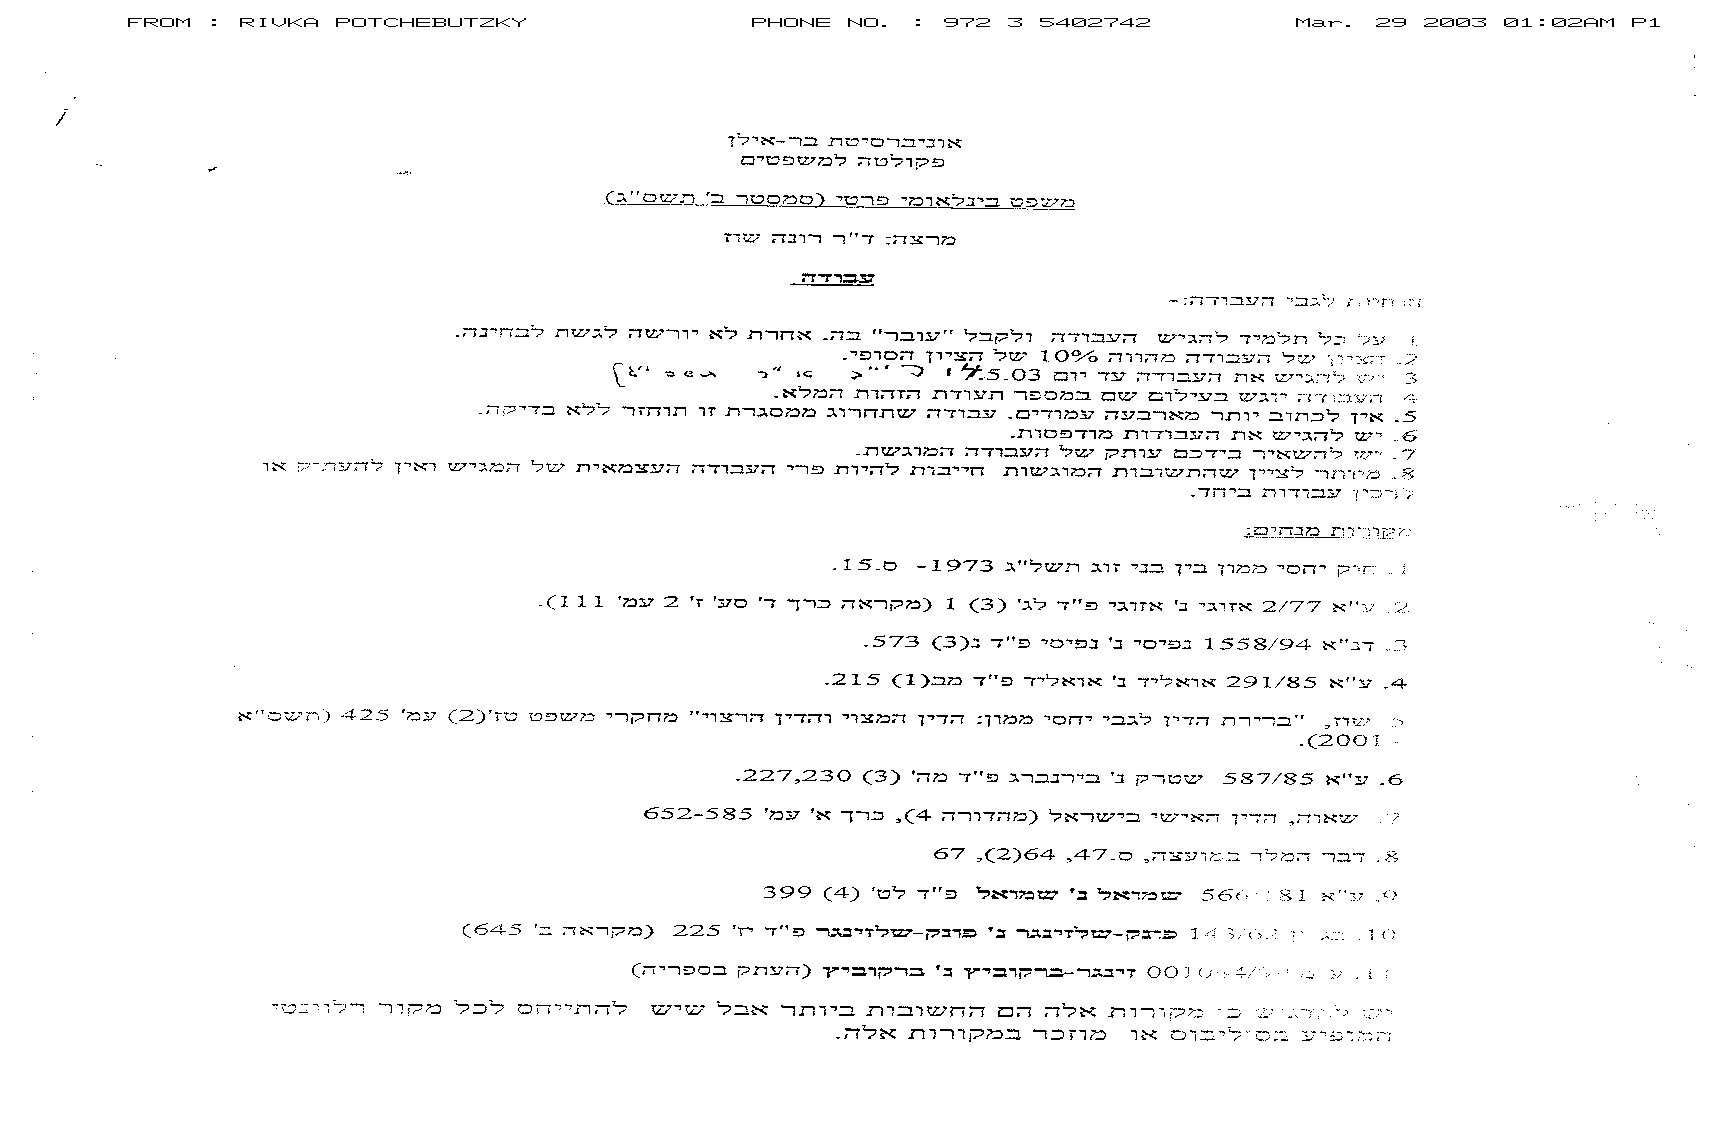 FROM : RIVKA POTCHEBUTZKY PHONE NO. : 972 3 5402742 Mar. 29 2003 01:02AM P1
אוניברסיטת בר-אילן
פקולטה למשפטים
משפט בינלאומי פרטי (סמסטר ב' תשס"ג)
מרצה: ד"ר רונה שוז
עבודה
לגבי העבודה:-
1 על כל תלמיד להגיש העבודה ולקבל "עובר" בה. אחרת לא יורשה לגשת לבחינה.
2. הציון של העבודה מהווה 10% של הציון הסופי.
3 יש להגיש את העבודה עד יום 5.03.
4 העבודה יוגש בעילום שם במספר תעודת הזהות המלא.
5. אין לכתוב יותר מארבעה עמודים. עבודה שתחרוג ממסגרת זו תוחזר ללא בדיקה.
6. יש להגיש את העבודות מודפסות.
7. יש להשאיר בידכם עותק של העבודה המוגשת.
8. מיותר לציין שהתשובות המוגשות חייבות להיות פרי העבודה העצמאית של המגיש ואין להעתיק או
להכין עבודות ביחד.
מקורות מנחים:
1. חוק יחסי ממון בין בני זוג תשל"ג 1973- ס.15.
2. ע"א 2/77 אזוגי נ' אזוגי פ"ד לג' (3) 1 (מקראה כרך ד' סע' ז' 2 עמ' 111).
3. דנ"א 1558/94 נפיסי נ' נפיסי פ"ד נ(3) 573.
4. ע"א 291/85 אואליד נ' אואליד פ"ד מב(1) 215.
5 שוז, "ברירת הדין לגבי יחסי ממון: הדין המצוי והדין הרצוי" מחקרי משפט טז'(2) עמ' 425 (תשס"א
- 2001).
6. ע"א 587/85 שטרק נ' בירנברג פ"ד מה' (3) 227,230.
7. שאוה, הדין האישי בישראל (מהדורה 4), כרך א' עמ' 652-585
8. דבר המלך במועצה, ס.47, 64(2), 67
9. ע"א 81 566 שמואל נ' שמואל פ"ד לט' (4) 399
10. בג"ץ 143/62 פונק-שלזינגר נ' פונק-שלזינגר פ"ד יז' 225 (מקראה ב' 645)
11. זינגר-ברקוביץ נ' ברקוביץ (העתק בספריה)
יש להדגיש כי מקורות אלה הם החשובות ביותר אבל שיש להתייחס לכל מקור רלוונטי
המופיע בסיליבוס או מוזכר במקורות אלה.